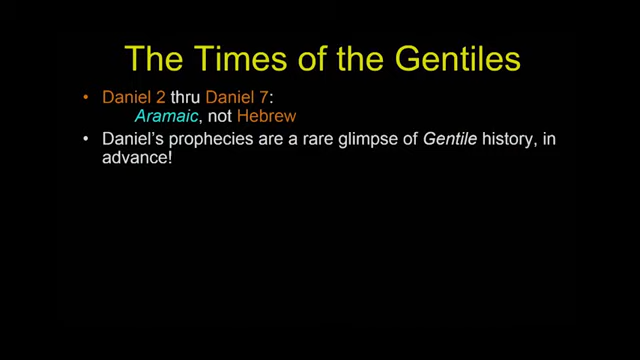 The Times of the Gentiles
• Daniel 2 thru Daniel 7:
Aramaic, not Hebrew
• Daniel's prophecies are a rare glimpse of Gentile history, in
advance!